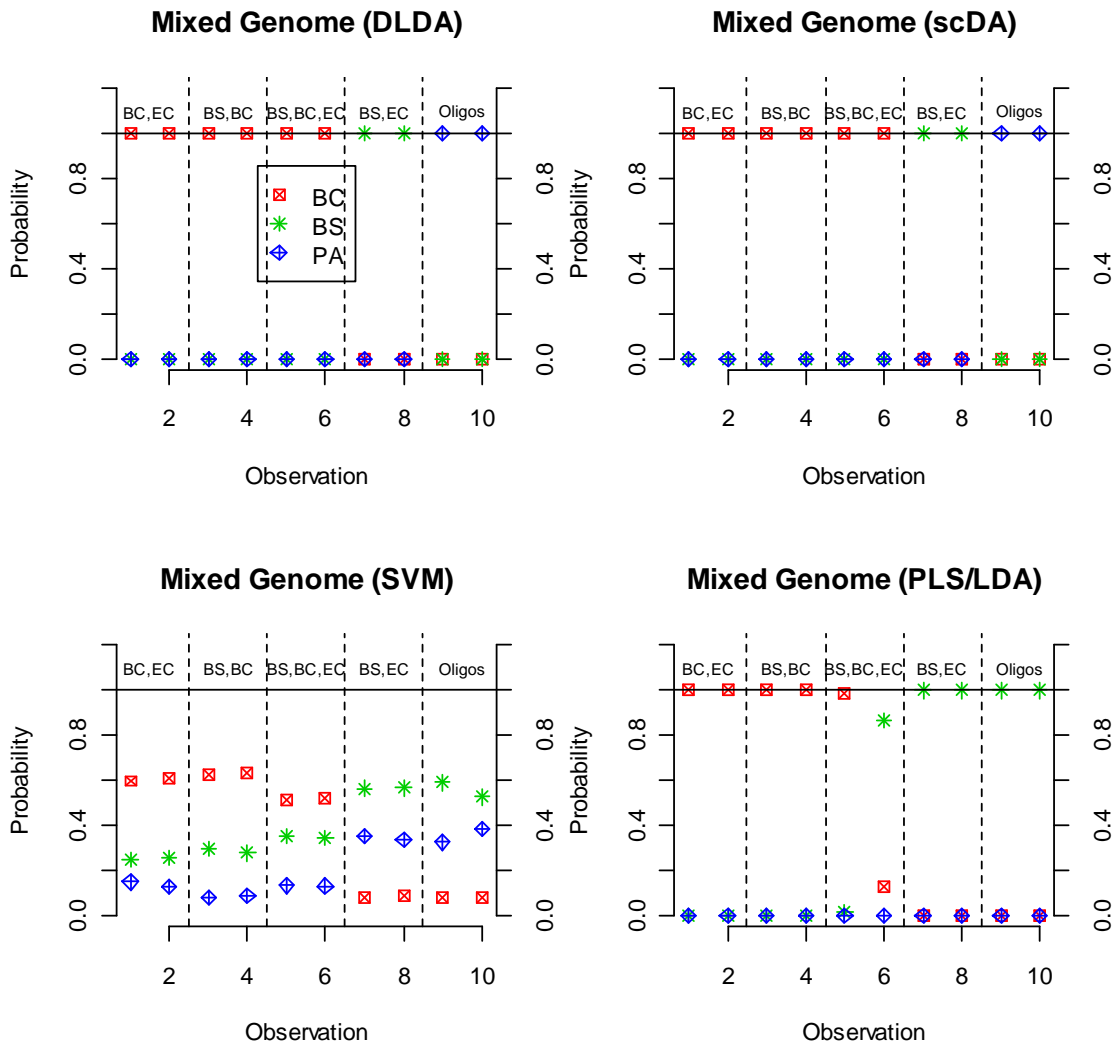 Mixed Genome (DLDA)
BC,EC BS,BC BS,BC,EC BS,EC Oligos
BC
BS
PA
Probability
0.0 0.4 0.8
0.0 0.4 0.8
2 4 6 8 10
Observation
Mixed Genome (scDA)
BC,EC BS,BC BS,BC,EC BS,EC Oligos
Probability
0.0 0.4 0.8
0.0 0.4 0.8
2 4 6 8 10
Observation
Mixed Genome (SVM)
BC,EC BS,BC BS,BC,EC BS,EC Oligos
Probability
0.0 0.4 0.8
0.0 0.4 0.8
2 4 6 8 10
Observation
Mixed Genome (PLS/LDA)
BC,EC BS,BC BS,BC,EC BS,EC Oligos
Probability
0.0 0.4 0.8
0.0 0.4 0.8
2 4 6 8 10
Observation